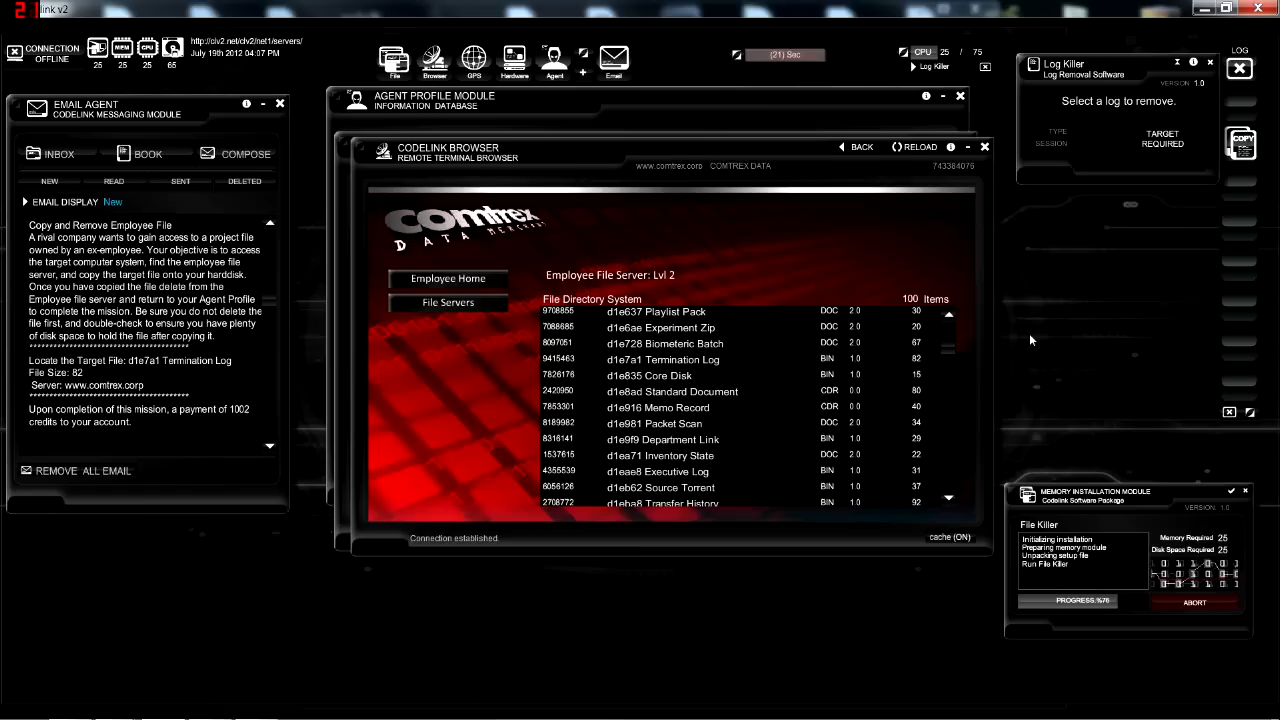 21 link v2
CONNECTION
OFFLINE
MEM
CPU
25 25 25 65
http://clv2.net/clv2/net1/servers/
July 19th 2012 04:07 PM
File Browser GPS Hardware Agent Email
(21) Sec
CPU 25 / 75
Log Killer
LOG
COPY
EMAIL AGENT
CODELINK MESSAGING MODULE
INBOX BOOK COMPOSE
NEW READ SENT DELETED
EMAIL DISPLAY New
Copy and Remove Employee File
A rival company wants to gain access to a project file
owned by an ex-employee. Your objective is to access
the target computer system, find the employee file
server, and copy the target file onto your harddisk.
Once you have copied the file delete from the
Employee file server and return to your Agent Profile
to complete the mission. Be sure you do not delete the
file first, and double-check to ensure you have plenty
of disk space to hold the file after copying it.
****************************************
Locate the Target File: d1e7a1 Termination Log
File Size: 82
Server: www.comtrex.corp
****************************************
Upon completion of this mission, a payment of 1002
credits to your account.
REMOVE ALL EMAIL
AGENT PROFILE MODULE
INFORMATION DATABASE
CODELINK BROWSER
REMOTE TERMINAL BROWSER
BACK RELOAD
www.comtrex.corp COMTREX DATA
743384076
comtrex
DATA MERCHANT
Employee Home
File Servers
Employee File Server: Lvl 2
File Directory System 100 Items
9708855 d1e637 Playlist Pack DOC 2.0 30
7088685 d1e6ae Experiment Zip DOC 2.0 20
8097051 d1e728 Biometeric Batch DOC 2.0 67
9415463 d1e7a1 Termination Log BIN 1.0 82
7826176 d1e835 Core Disk BIN 1.0 15
2420950 d1e8ad Standard Document CDR 0.0 80
7853301 d1e916 Memo Record CDR 0.0 40
8189982 d1e981 Packet Scan DOC 2.0 34
8316141 d1e9f9 Department Link BIN 1.0 29
1537615 d1ea71 Inventory State DOC 2.0 22
4355539 d1eae8 Executive Log BIN 1.0 31
6056126 d1eb62 Source Torrent BIN 1.0 37
2708772 d1eba8 Transfer History BIN 1.0 92
Connection established.
cache (ON)
Log Killer
Log Removal Software
VERSION: 1.0
Select a log to remove.
TYPE TARGET
SESSION REQUIRED
MEMORY INSTALLATION MODULE
Codelink Software Package
VERSION: 1.0
File Killer
Initializing installation
Preparing memory module
Unpacking setup file
Run File Killer
Memory Required 25
Disk Space Required 25
PROGRESS:%76
ABORT